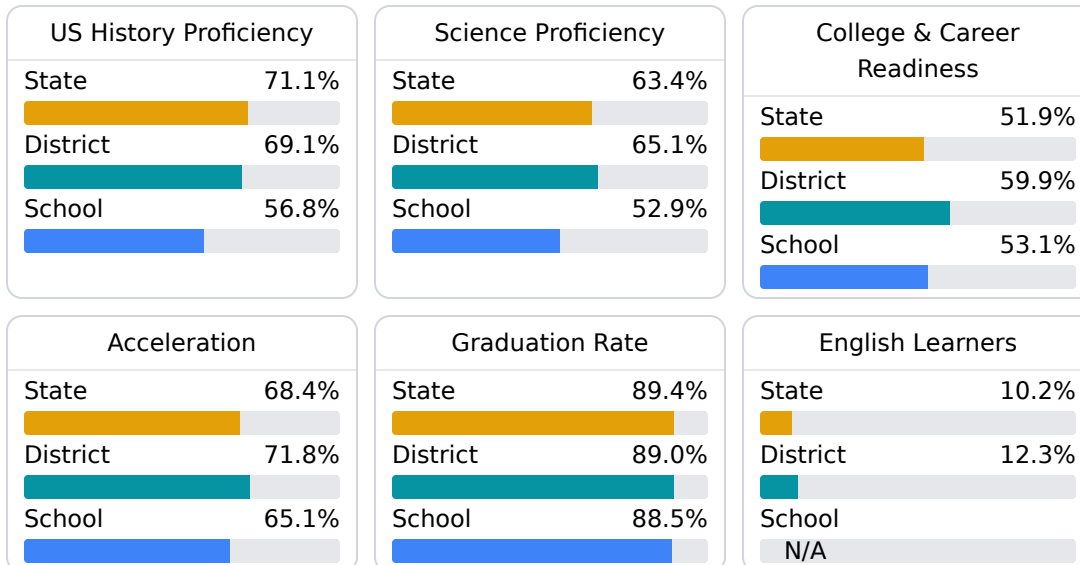 US History Proficiency
State 71.1%
District 69.1%
School 56.8%
Science Proficiency
State 63.4%
District 65.1%
School 52.9%
College & Career
Readiness
State 51.9%
District 59.9%
School 53.1%
Acceleration
State 68.4%
District 71.8%
School 65.1%
Graduation Rate
State 89.4%
District 89.0%
School 88.5%
English Learners
State 10.2%
District 12.3%
School
N/A